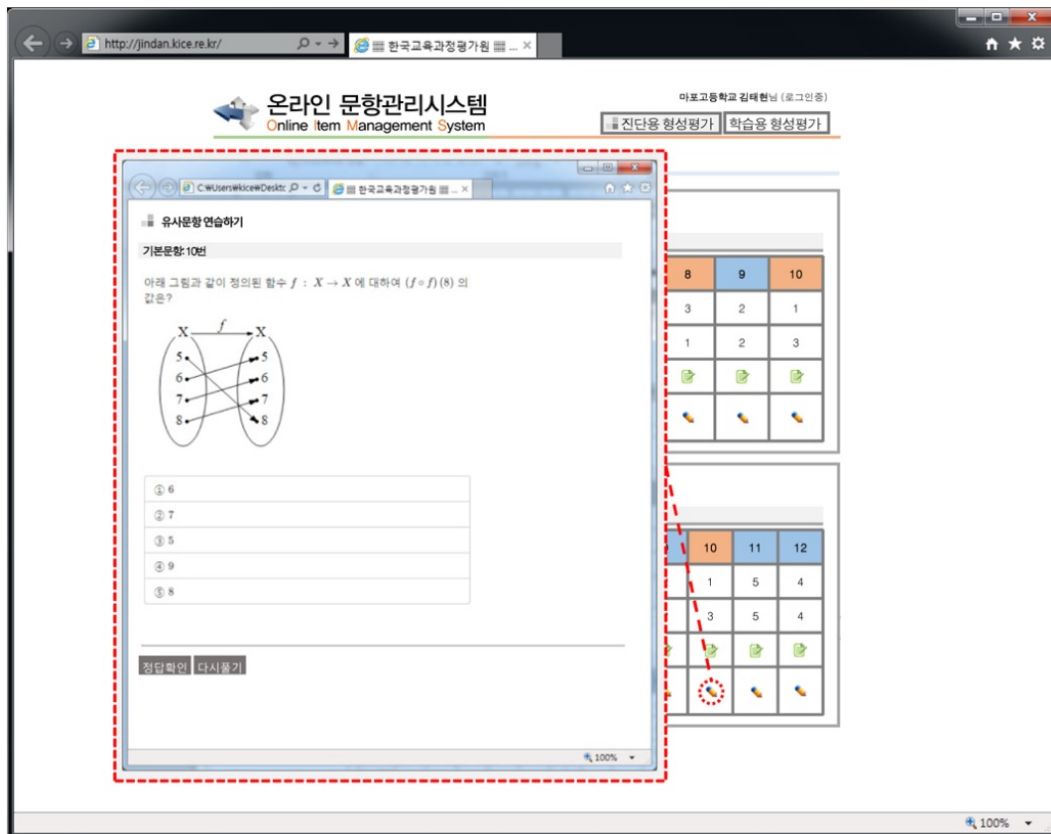 http://jindan.kice.re.kr/
한국교육과정평가원 ...
온라인 문항관리시스템
Online Item Management System
마포고등학교 김태현님 (로그인중)
진단용 형성평가 학습용 형성평가
C:₩Users₩kice₩Deskt
한국교육과정평가원 ...
유사문항 연습하기
기본문항: 10번
아래 그림과 같이 정의된 함수 f : X → X 에 대하여 (f ∘ f) (8) 의
값은?
X f X
5 5
6 6
7 7
8 8
① 6
② 7
③ 5
④ 9
⑤ 8
정답확인 다시풀기
100%
8 9 10
3 2 1
1 2 3
10 11 12
1 5 4
3 5 4
100%